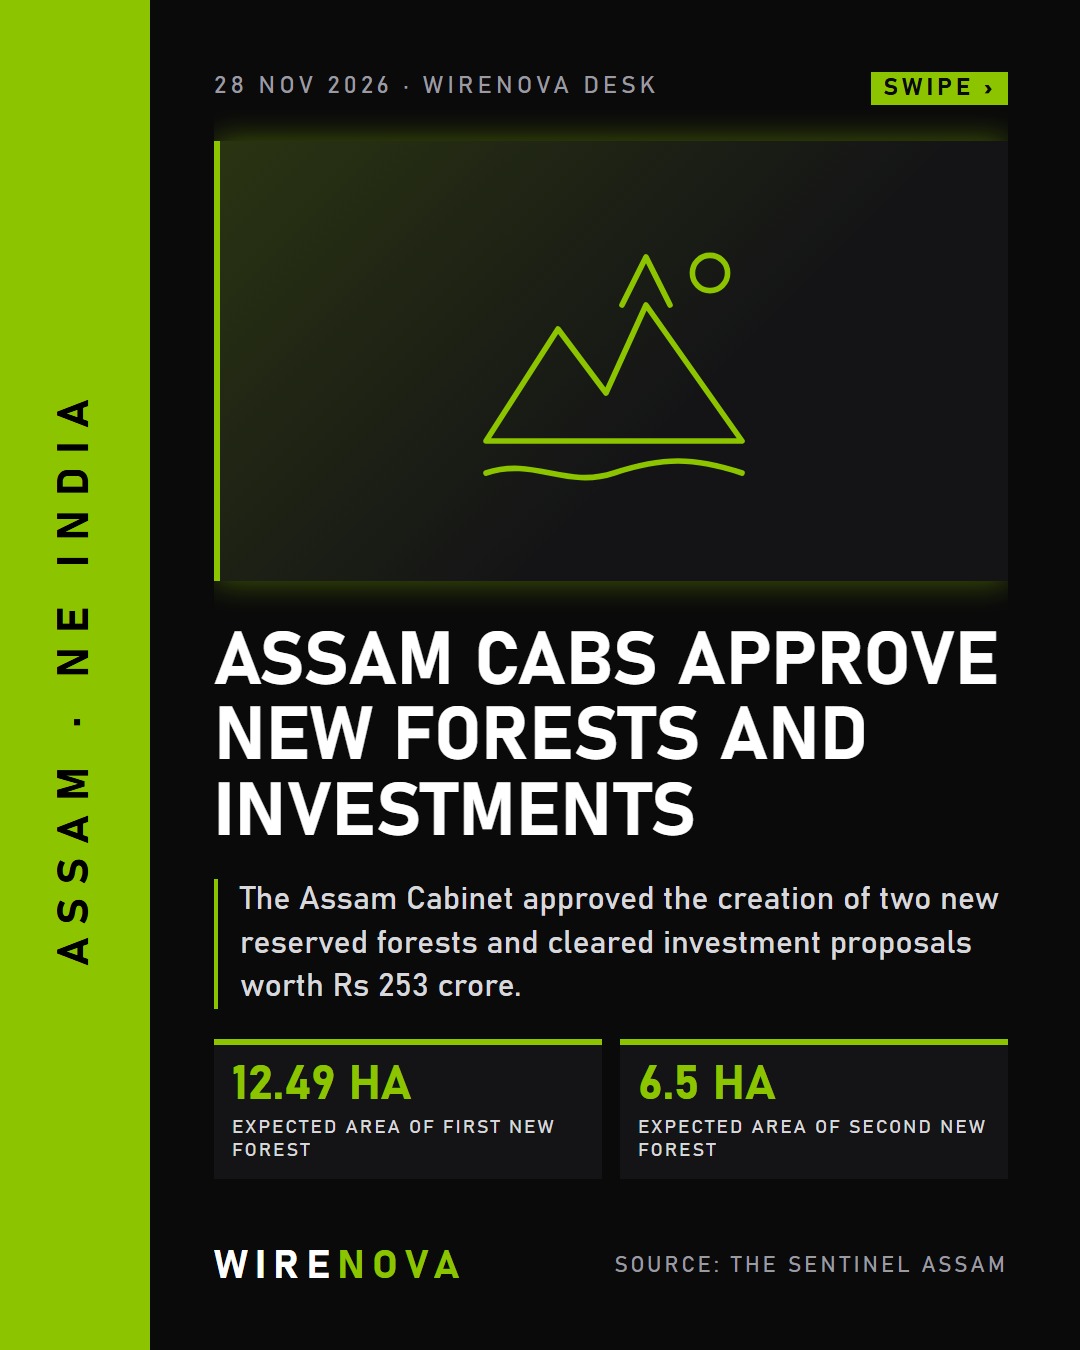 28 NOV 2026 · WIRENOVA DESK
SWIPE ›
ASSAM · NE INDIA
ASSAM CABS APPROVE
NEW FORESTS AND
INVESTMENTS
The Assam Cabinet approved the creation of two new
reserved forests and cleared investment proposals
worth Rs 253 crore.
12.49 HA
EXPECTED AREA OF FIRST NEW
FOREST
6.5 HA
EXPECTED AREA OF SECOND NEW
FOREST
WIRENOVA
SOURCE: THE SENTINEL ASSAM